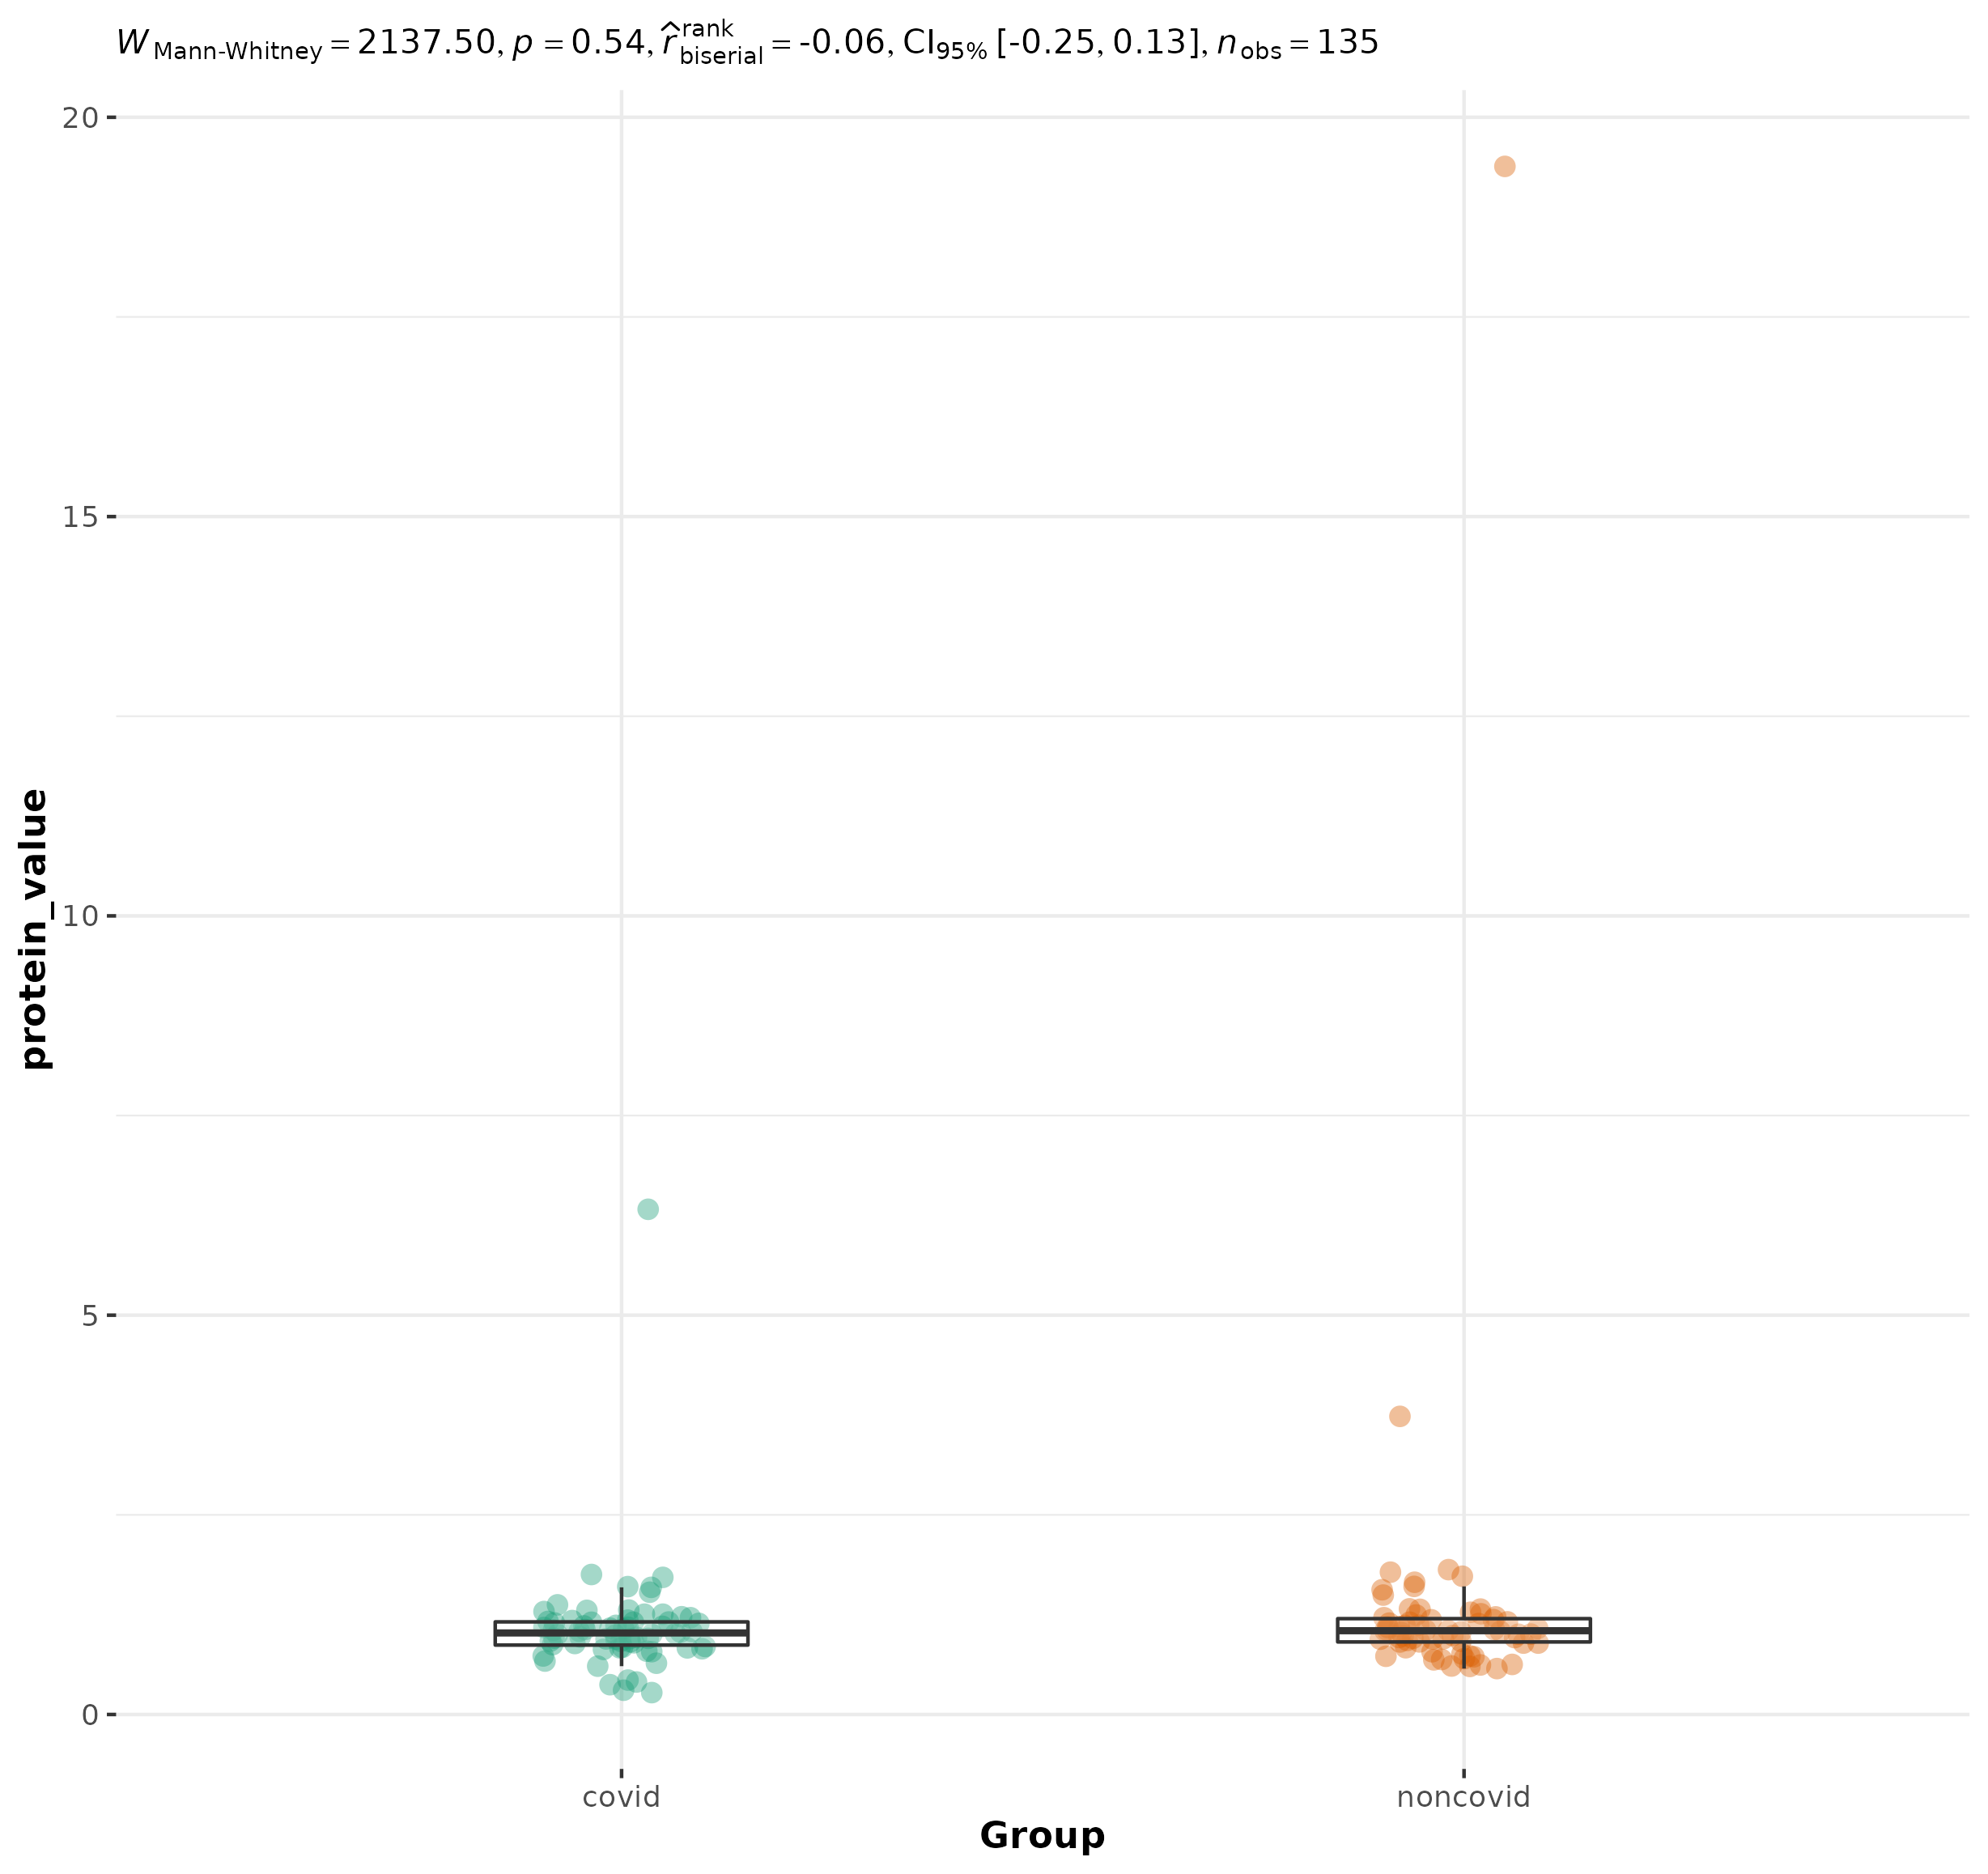 W Mann-Whitney = 2137.50, p = 0.54, r̂ rank biserial = -0.06, CI95% [-0.25, 0.13], n obs = 135
20
15
10
5
0
protein_value
covid noncovid
Group